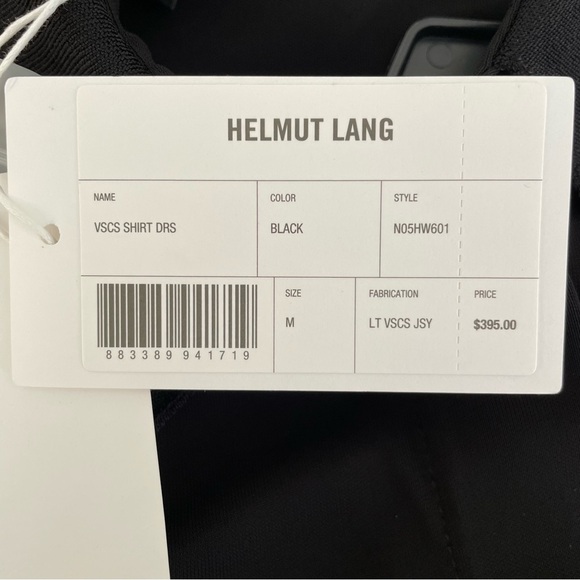 HELMUT LANG
NAME COLOR STYLE
VSCS SHIRT DRS BLACK N05HW601
SIZE FABRICATION PRICE
M LT VSCS JSY $395.00
883389 941719